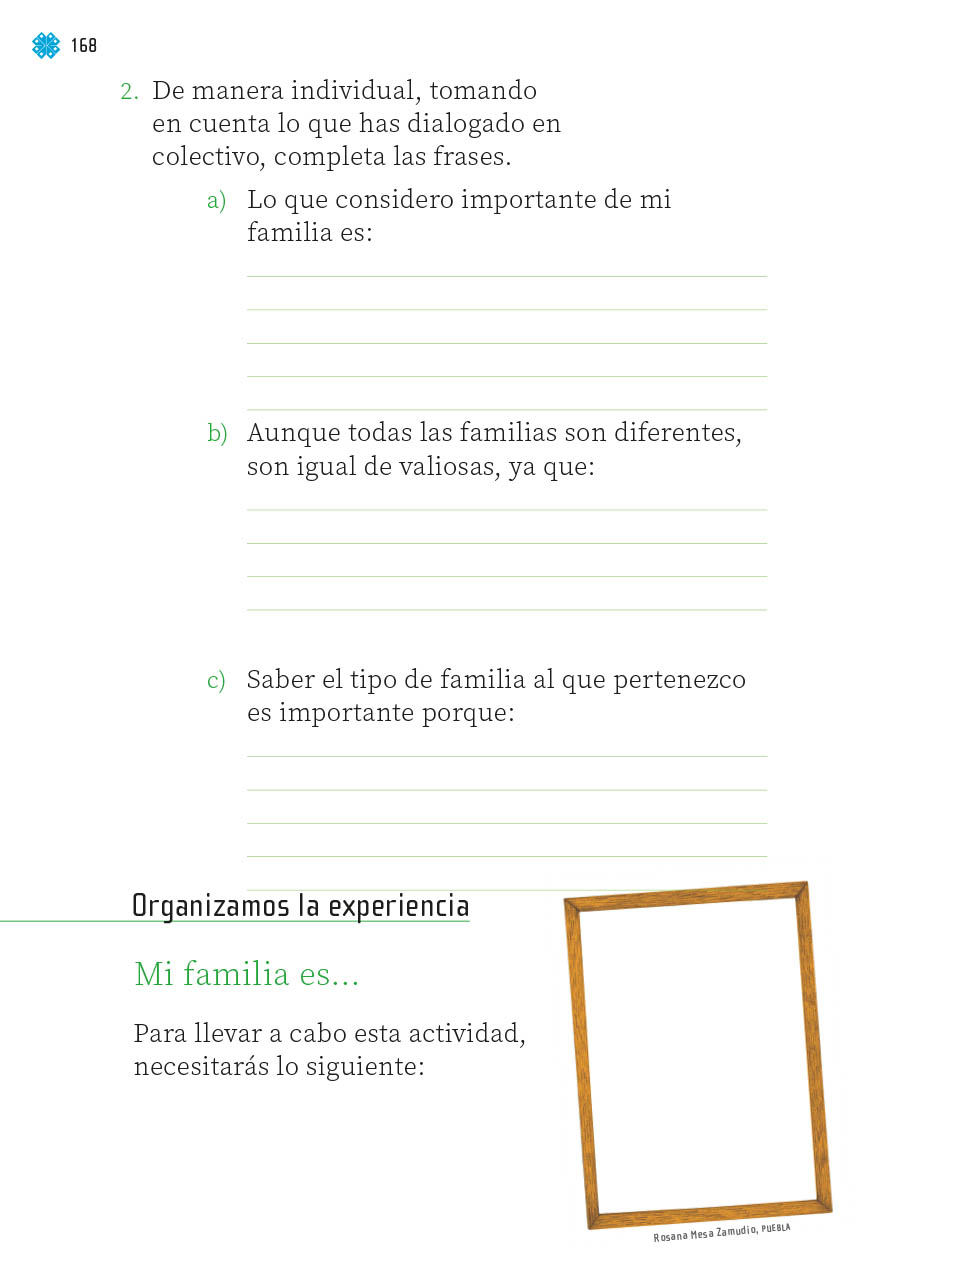 168
2. De manera individual, tomando
en cuenta lo que has dialogado en
colectivo, completa las frases.
a) Lo que considero importante de mi
familia es:
b) Aunque todas las familias son diferentes,
son igual de valiosas, ya que:
c) Saber el tipo de familia al que pertenezco
es importante porque:
Organizamos la experiencia
Mi familia es...
Para llevar a cabo esta actividad,
necesitarás lo siguiente:
Rosana Mesa Zamudio, PUEBLA